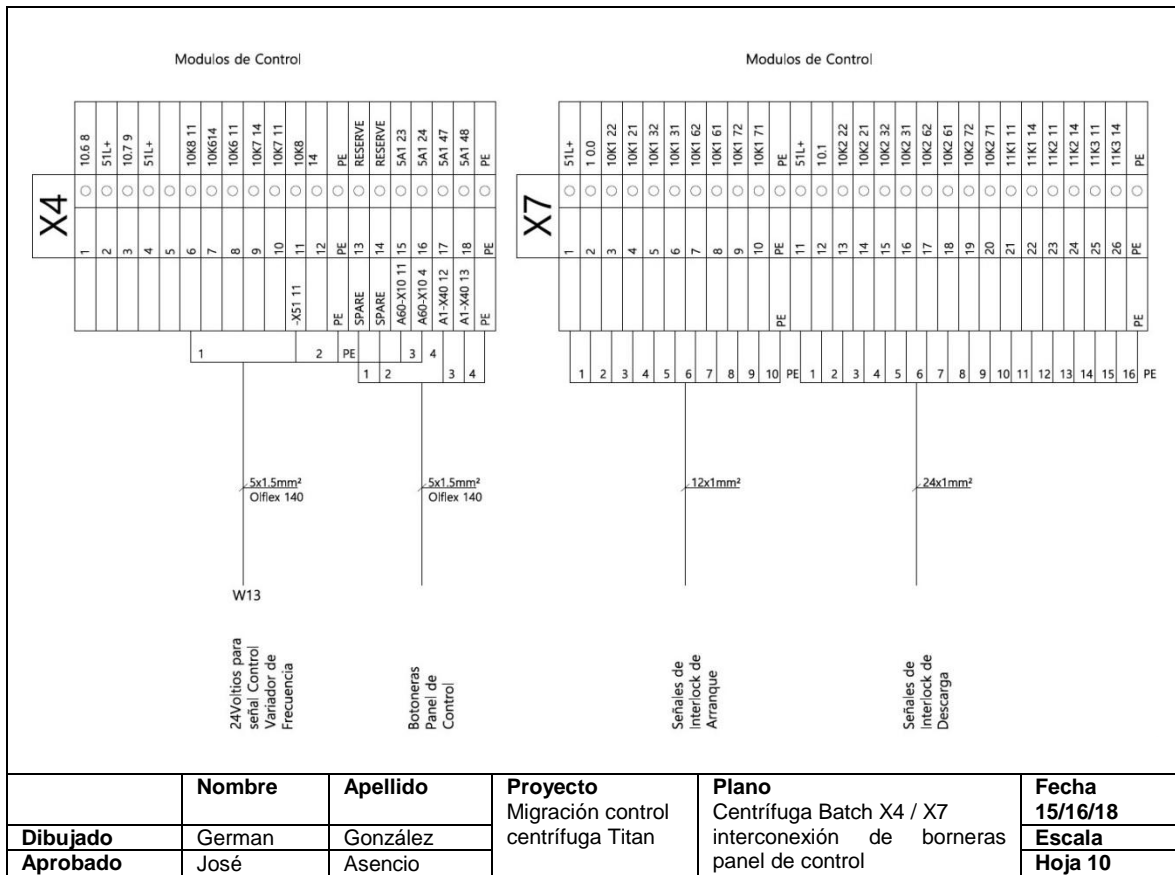 Modulos de Control
X4
10.6 8
51L+
10.7 9
51L+
10K8 11
10K614
10K6 11
10K7 14
10K7 11
10K8
14
PE
RESERVE
RESERVE
5A1 23
5A1 24
5A1 47
5A1 48
PE
1
2
3
4
5
6
7
8
9
10
11
12
PE
13
14
15
16
17
18
PE
-X51 11
PE
SPARE
SPARE
A60-X10 11
A60-X10 4
A1-X40 12
A1-X40 13
PE
1 2 PE 3 4
1 2 3 4
5x1.5mm²
Olflex 140
5x1.5mm²
Olflex 140
W13
24Voltios para
señal Control
Variador de
Frecuencia
Botoneras
Panel de
Control
Modulos de Control
X7
51L+
1 0.0
10K1 22
10K1 21
10K1 32
10K1 31
10K1 62
10K1 61
10K1 72
10K1 71
PE
51L+
10,1
10K2 22
10K2 21
10K2 32
10K2 31
10K2 62
10K2 61
10K2 72
10K2 71
11K1 11
11K1 14
11K2 11
11K2 14
11K3 11
11K3 14
PE
1
2
3
4
5
6
7
8
9
10
PE
11
12
13
14
15
16
17
18
19
20
21
22
23
24
25
26
PE
PE
PE
1 2 3 4 5 6 7 8 9 10 PE 1 2 3 4 5 6 7 8 9 10 11 12 13 14 15 16 PE
12x1mm²
24x1mm²
Señales de
Interlock de
Arranque
Señales de
Interlock de
Descarga
Nombre Apellido Proyecto Plano Fecha
Migración control Centrífuga Batch X4 / X7 15/16/18
Dibujado German González centrífuga Titan interconexión de borneras Escala
Aprobado José Asencio panel de control Hoja 10